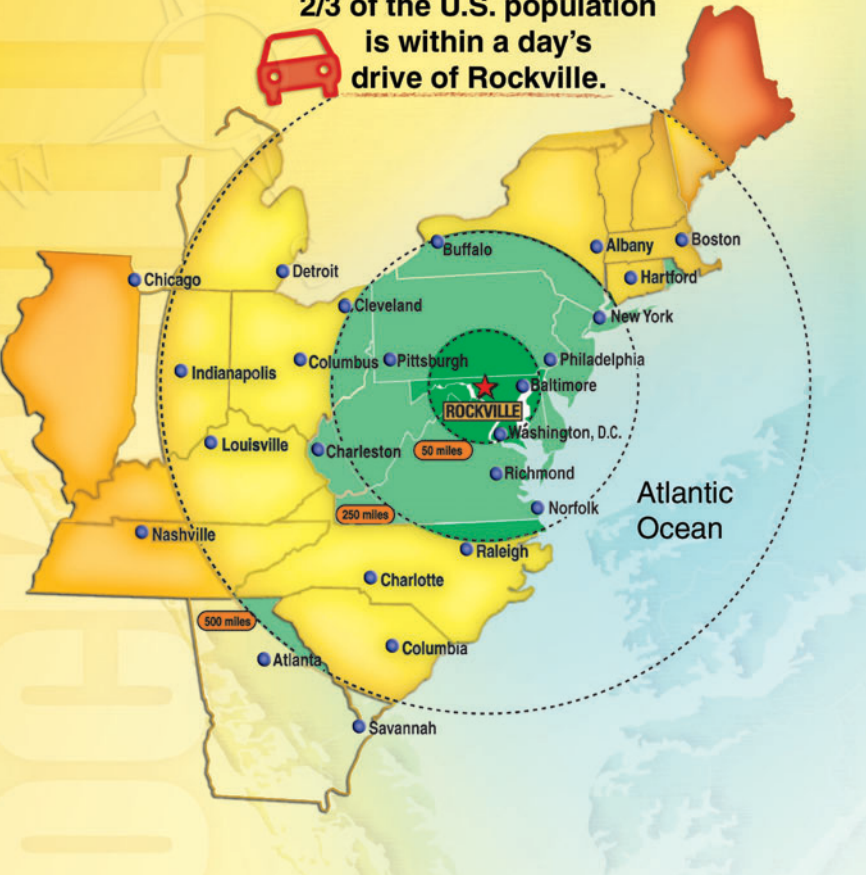 2/3 of the U.S. population
is within a day's
drive of Rockville.
Buffalo
Albany
Boston
Chicago
Detroit
Hartford
Cleveland
New York
Indianapolis
Columbus
Pittsburgh
Philadelphia
Baltimore
ROCKVILLE
Louisville
Charleston
50 miles
Washington, D.C.
Richmond
250 miles
Norfolk
Atlantic
Ocean
Nashville
Raleigh
Charlotte
500 miles
Columbia
Atlanta
Savannah
W